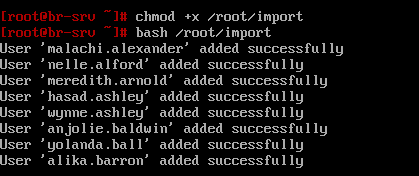 [root@br-srv ~]# chmod +x /root/import
[root@br-srv ~]# bash /root/import
User 'malachi.alexander' added successfully
User 'nelle.alford' added successfully
User 'meredith.arnold' added successfully
User 'hasad.ashley' added successfully
User 'wynne.ashley' added successfully
User 'anjolie.baldwin' added successfully
User 'yolanda.ball' added successfully
User 'alika.barron' added successfully